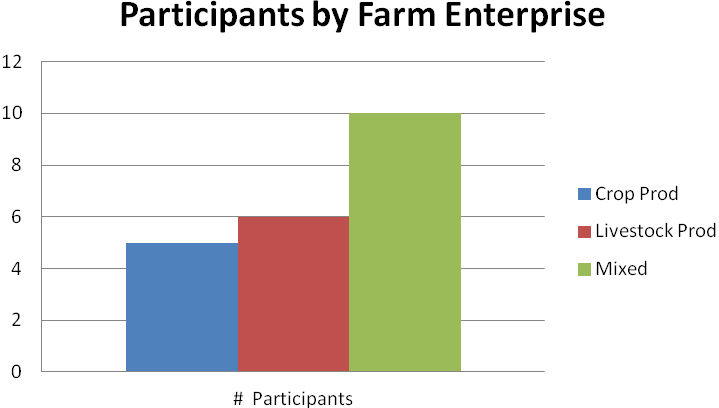 Participants by Farm Enterprise
12
10
8
6
4
2
0
# Participants
Crop Prod
Livestock Prod
Mixed